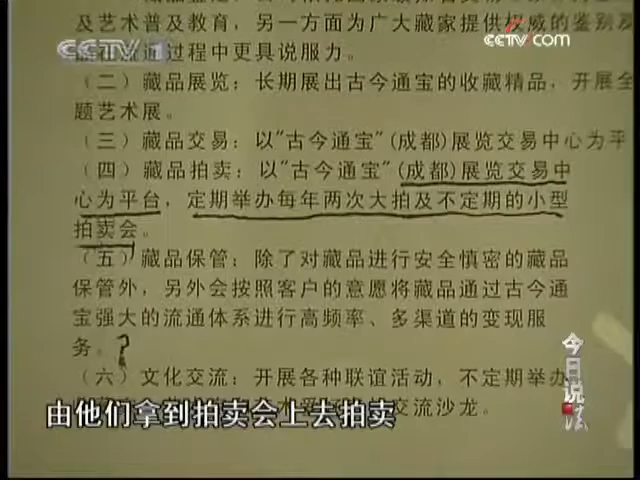 及艺术普及教育，另一方面为广大藏家提供权威的鉴别及
过程中更具说服力。
（二）藏品展览：长期展出古今通宝的收藏精品，开展全
题艺术展。
（三）藏品交易：以"古今通宝"(成都)展览交易中心为平
（四）藏品拍卖：以"古今通宝"(成都)展览交易中
心为平台，定期举办每年两次大拍及不定期的小型
拍卖会。
（五）藏品保管：除了对藏品进行安全慎密的藏品
保管外，另外会按照客户的意愿将藏品通过古今通
宝强大的流通体系进行高频率、多渠道的变现服
务。?
（六）文化交流：开展各种联谊活动，不定期举办
交流沙龙。
由他们拿到拍卖会上去拍卖
CCTV 1
CCTV.com
今日说法